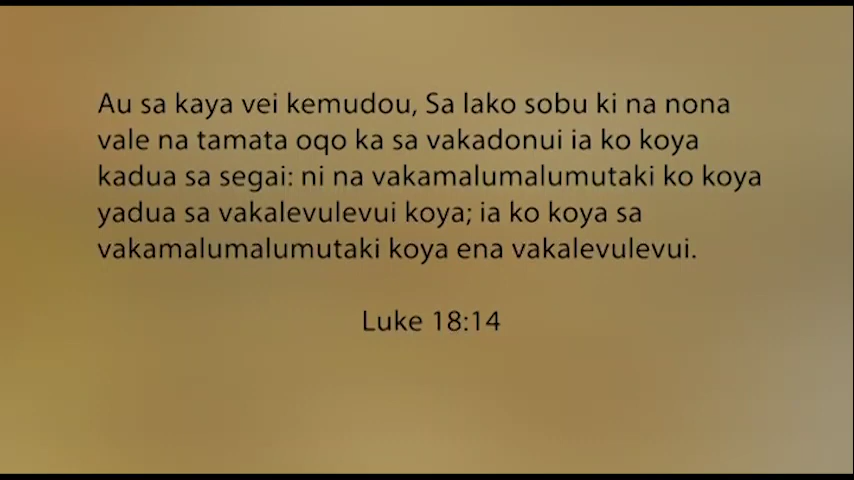 Au sa kaya vei kemudou, Sa lako sobu ki na nona
vale na tamata oqo ka sa vakadonui ia ko koya
kadua sa segai: ni na vakamalumalumutaki ko koya
yadua sa vakalevulevui koya; ia ko koya sa
vakamalumalumutaki koya ena vakalevulevui.
Luke 18:14